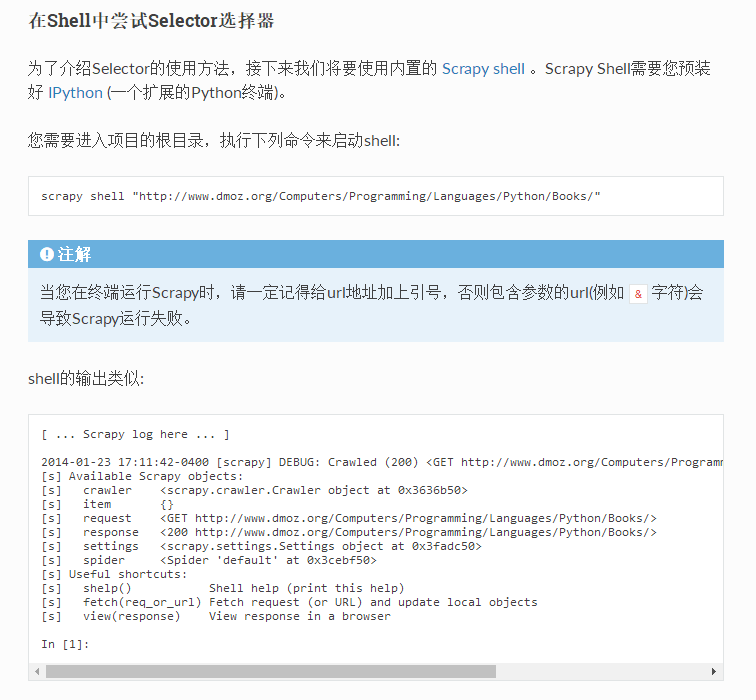 在Shell中尝试Selector选择器
为了介绍Selector的使用方法，接下来我们将要使用内置的 Scrapy shell 。Scrapy Shell需要您预装
好 IPython (一个扩展的Python终端)。
您需要进入项目的根目录，执行下列命令来启动shell:
scrapy shell "http://www.dmoz.org/Computers/Programming/Languages/Python/Books/"
注解
当您在终端运行Scrapy时，请一定记得给url地址加上引号，否则包含参数的url(例如 & 字符)会
导致Scrapy运行失败。
shell的输出类似:
[ ... Scrapy log here ... ]
2014-01-23 17:11:42-0400 [scrapy] DEBUG: Crawled (200) <GET http://www.dmoz.org/Computers/Program
[s] Available Scrapy objects:
[s]   crawler    <scrapy.crawler.Crawler object at 0x3636b50>
[s]   item       {}
[s]   request    <GET http://www.dmoz.org/Computers/Programming/Languages/Python/Books/>
[s]   response   <200 http://www.dmoz.org/Computers/Programming/Languages/Python/Books/>
[s]   settings   <scrapy.settings.Settings object at 0x3fadc50>
[s]   spider     <Spider 'default' at 0x3cebf50>
[s] Useful shortcuts:
[s]   shelp()           Shell help (print this help)
[s]   fetch(req_or_url) Fetch request (or URL) and update local objects
[s]   view(response)    View response in a browser
In [1]: